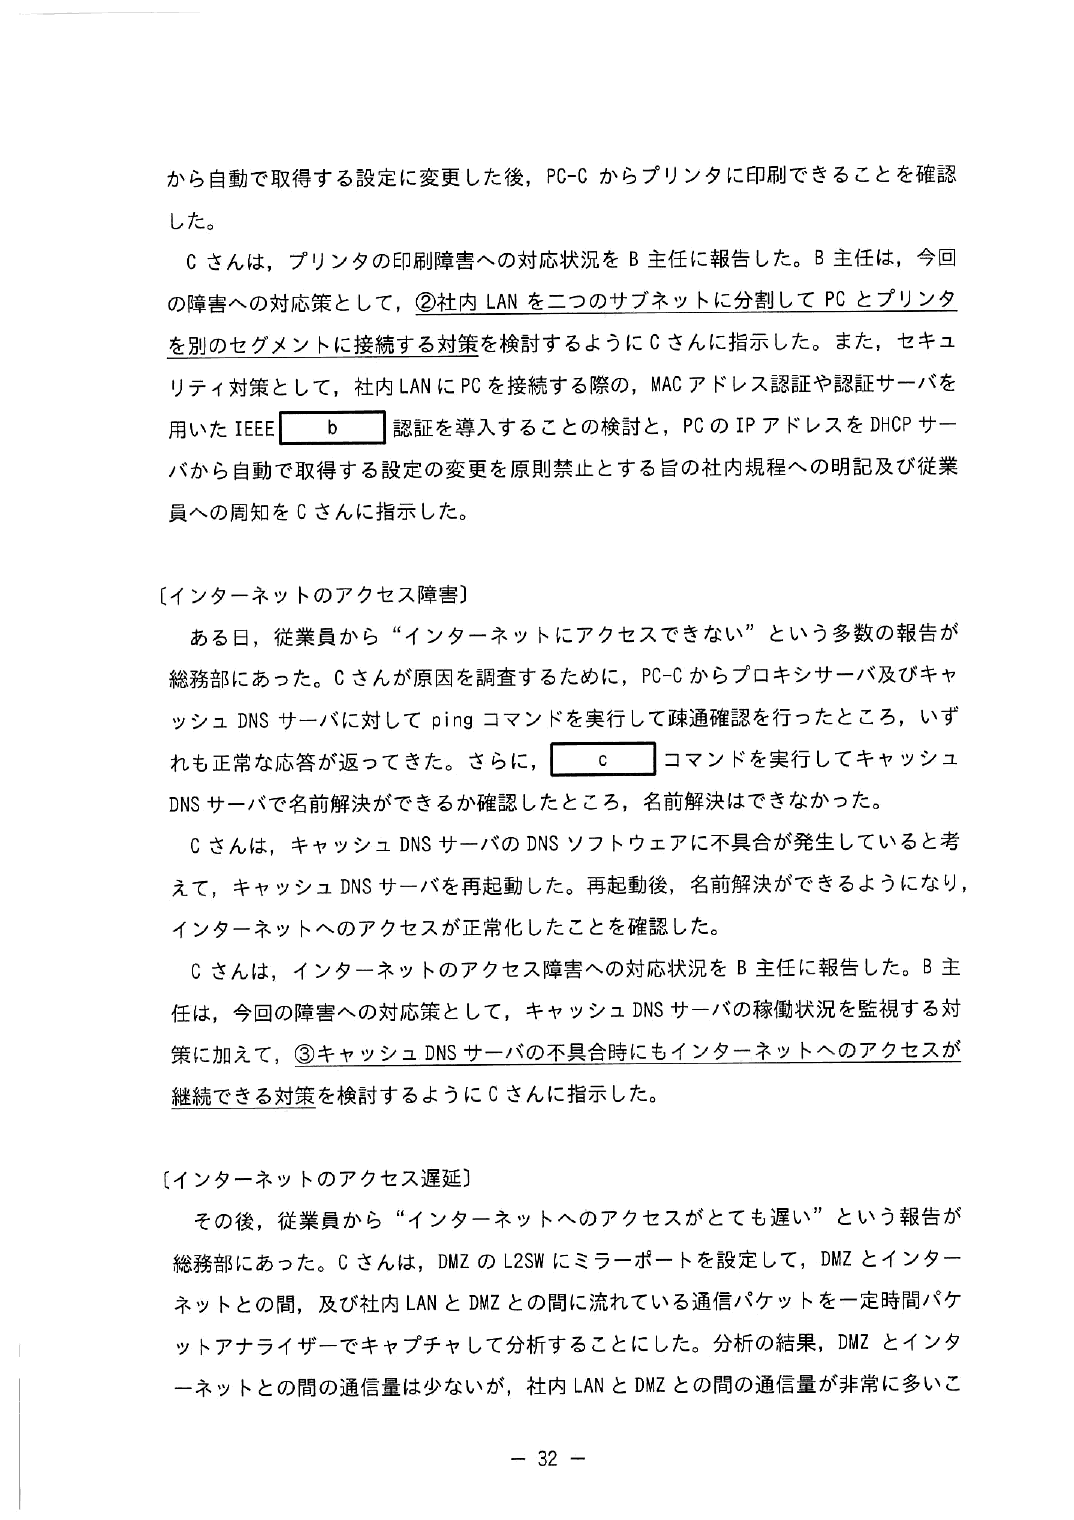 から自動で取得する設定に変更した後，PC-C からプリンタに印刷できることを確認
した。
C さんは，プリンタの印刷障害への対応状況を B 主任に報告した。B 主任は，今回
の障害への対応策として，②社内 LAN を二つのサブネットに分割して PC とプリンタ
を別のセグメントに接続する対策を検討するように C さんに指示した。また，セキュ
リティ対策として，社内 LAN に PC を接続する際の，MAC アドレス認証や認証サーバを
用いた IEEE b 認証を導入することの検討と，PC の IP アドレスを DHCP サー
バから自動で取得する設定の変更を原則禁止とする旨の社内規程への明記及び従業
員への周知を C さんに指示した。
〔インターネットのアクセス障害〕
ある日，従業員から“インターネットにアクセスできない”という多数の報告が
総務部にあった。C さんが原因を調査するために，PC-C からプロキシサーバ及びキャ
ッシュ DNS サーバに対して ping コマンドを実行して疎通確認を行ったところ，いず
れも正常な応答が返ってきた。さらに， c コマンドを実行してキャッシュ
DNS サーバで名前解決ができるか確認したところ，名前解決はできなかった。
C さんは，キャッシュ DNS サーバの DNS ソフトウェアに不具合が発生していると考
えて，キャッシュ DNS サーバを再起動した。再起動後，名前解決ができるようになり，
インターネットへのアクセスが正常化したことを確認した。
C さんは，インターネットのアクセス障害への対応状況を B 主任に報告した。B 主
任は，今回の障害への対応策として，キャッシュ DNS サーバの稼働状況を監視する対
策に加えて，③キャッシュ DNS サーバの不具合時にもインターネットへのアクセスが
継続できる対策を検討するように C さんに指示した。
〔インターネットのアクセス遅延〕
その後，従業員から“インターネットへのアクセスがとても遅い”という報告が
総務部にあった。C さんは，DMZ の L2SW にミラーポートを設定して，DMZ とインター
ネットとの間，及び社内 LAN と DMZ との間に流れている通信パケットを一定時間パケ
ットアナライザーでキャプチャして分析することにした。分析の結果，DMZ とインタ
ーネットとの間の通信量は少ないが，社内 LAN と DMZ との間の通信量が非常に多いこ
－ 32 －